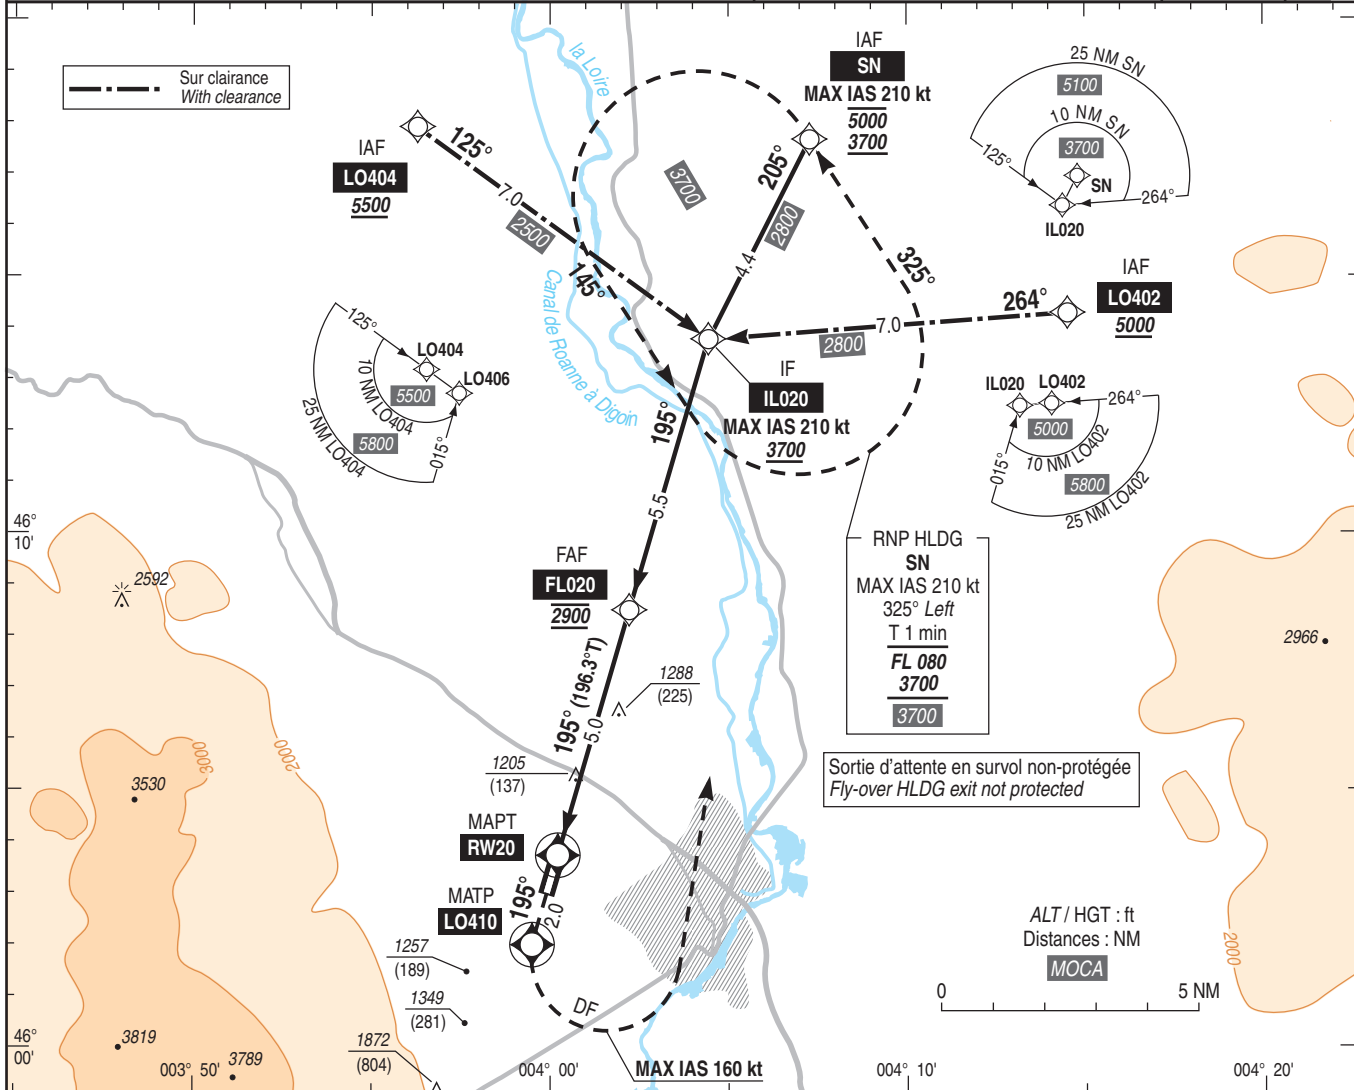 Sur clairance
With clearance
la Loire
IAF
SN
MAX IAS 210 kt
5000
3700
25 NM SN
5100
10 NM SN
3700
125°
SN
264°
IL020
IAF
LO404
5500
125°
7.0
2500
3700
205°
2800
4.4
145°
325°
Canal de Roanne à Digoin
IAF
LO402
5000
264°
7.0
2800
IF
IL020
MAX IAS 210 kt
3700
125°
LO404
LO406
10 NM LO404
5500
25 NM LO404
5800
015°
IL020
LO402
264°
5000
015°
10 NM LO402
5800
25 NM LO402
195°
5.5
46°
10'
FAF
FL020
2900
2592
RNP HLDG
SN
MAX IAS 210 kt
325° Left
T 1 min
FL 080
3700
3700
2966
195° (196.3°T)
5.0
1288
(225)
1205
(137)
3000
2000
3530
Sortie d'attente en survol non-protégée
Fly-over HLDG exit not protected
MAPT
RW20
MATP
LO410
195°
2.0
1257
(189)
1349
(281)
1872
(804)
DF
MAX IAS 160 kt
ALT / HGT : ft
Distances : NM
MOCA
0
5 NM
2000
46°
00'
3819
3789
003° 50'
004° 00'
004° 10'
004° 20'